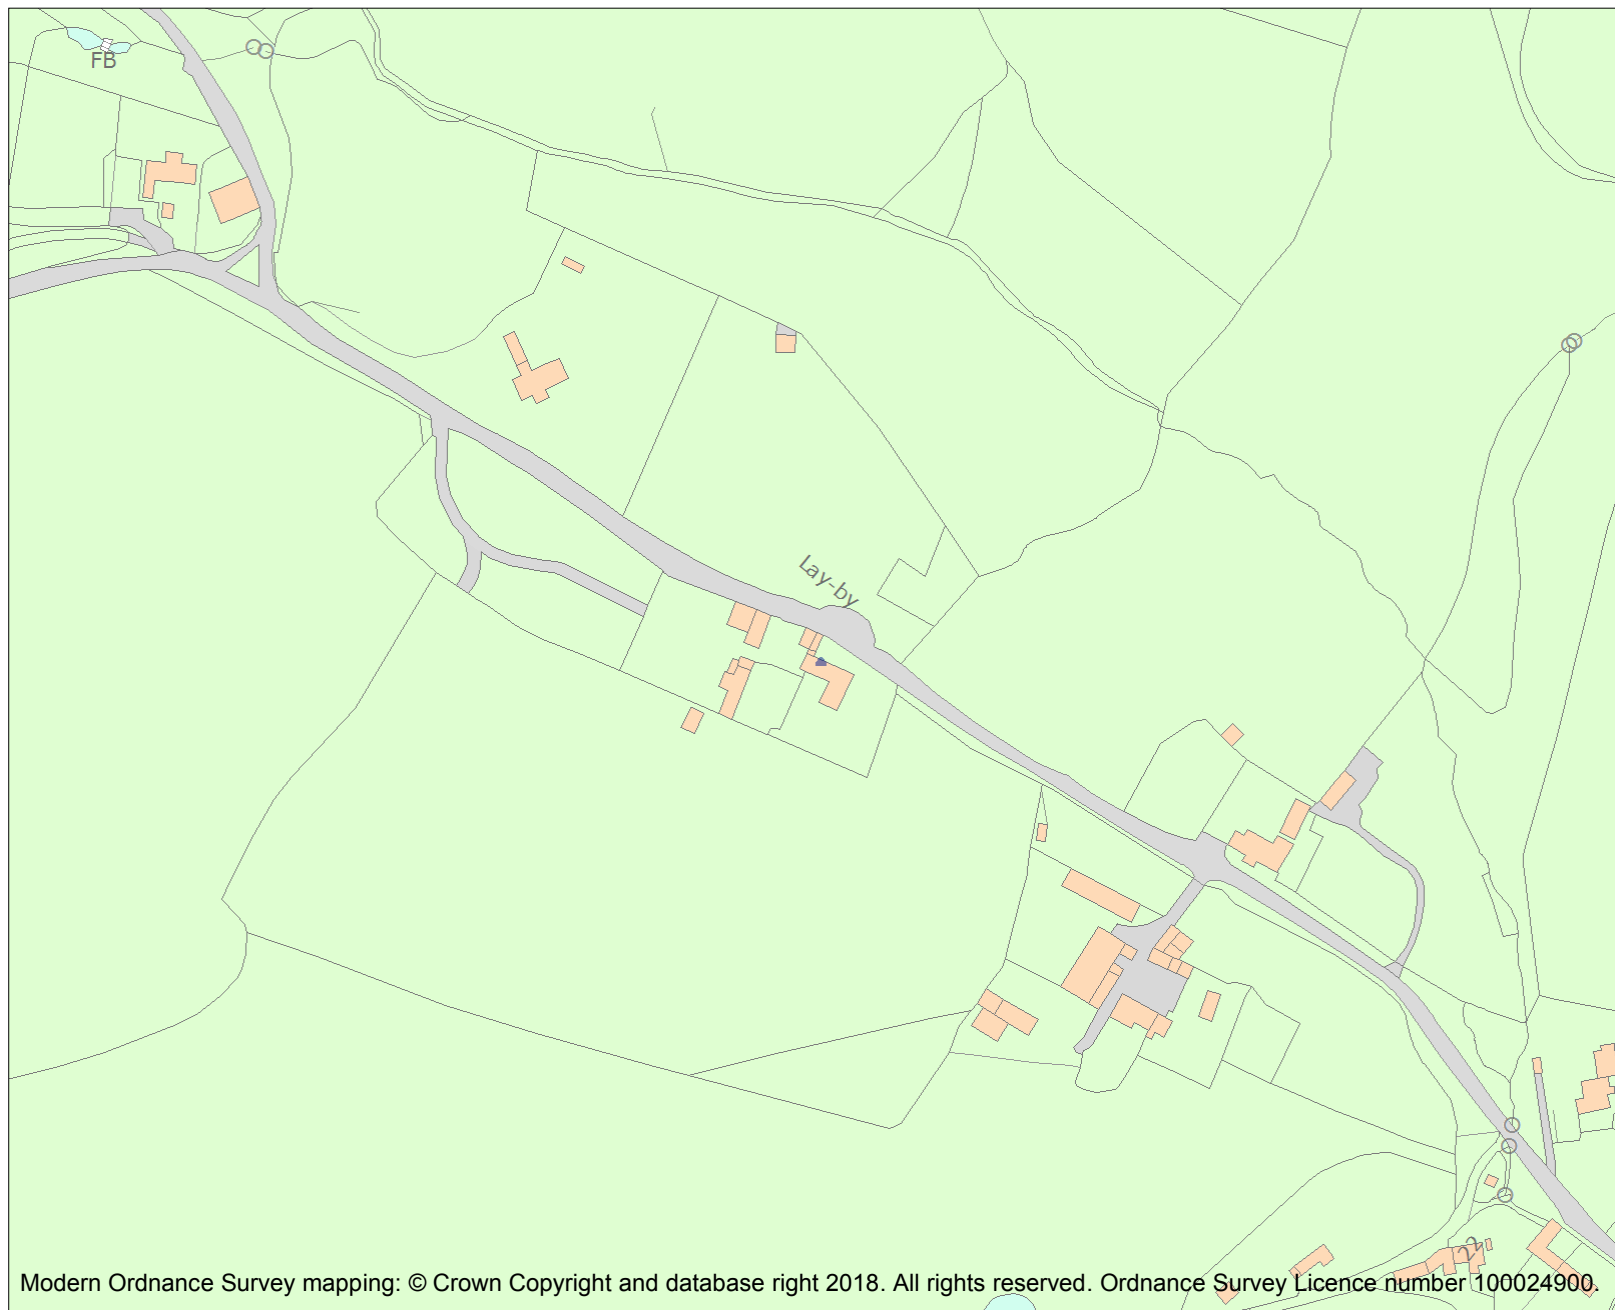 FB
Lay-by
22
Modern Ordnance Survey mapping: © Crown Copyright and database right 2018. All rights reserved. Ordnance Survey Licence number 100024900.